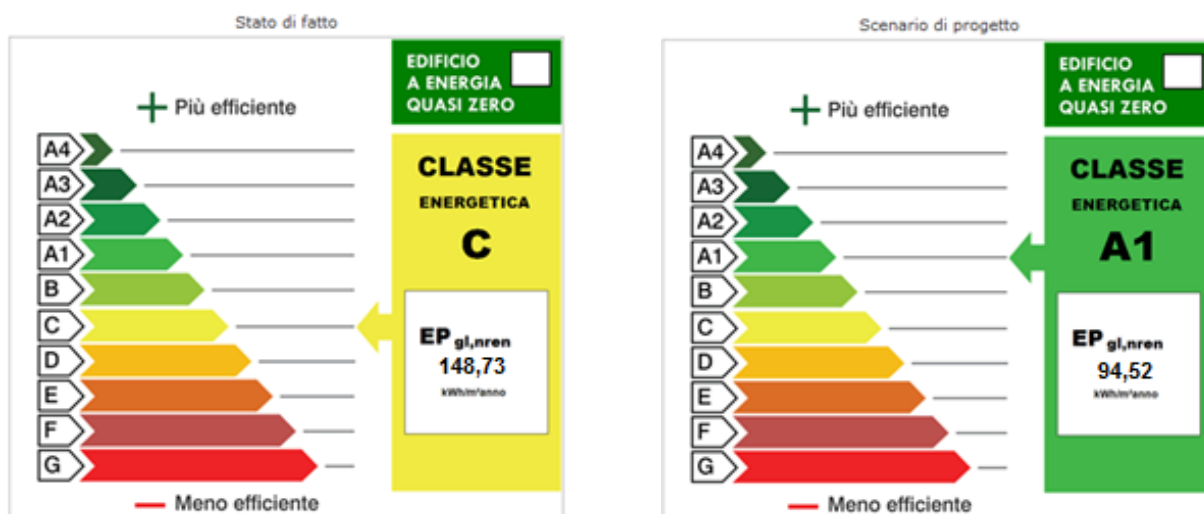 Stato di fatto
EDIFICIO
A ENERGIA
QUASI ZERO
Più efficiente
A4
A3
A2
A1
B
C
D
E
F
G
CLASSE
ENERGETICA
C
EP gl,nren
148,73
kWh/m²anno
Meno efficiente
Scenario di progetto
EDIFICIO
A ENERGIA
QUASI ZERO
Più efficiente
A4
A3
A2
A1
B
C
D
E
F
G
CLASSE
ENERGETICA
A1
EP gl,nren
94,52
kWh/m²anno
Meno efficiente